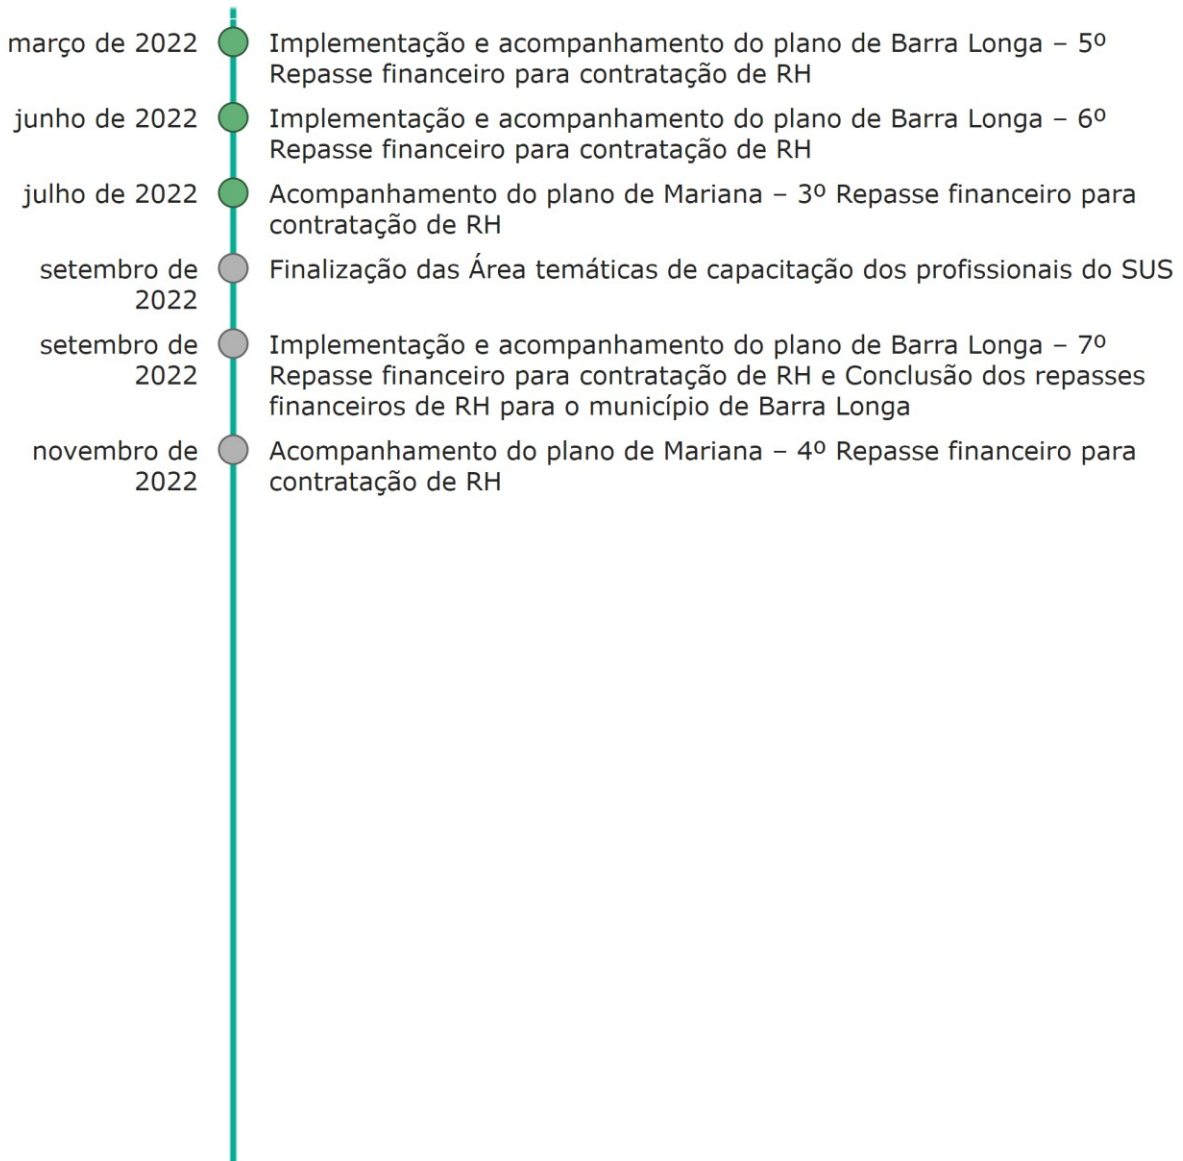 março de 2022
Implementação e acompanhamento do plano de Barra Longa – 5º
Repasse financeiro para contratação de RH
junho de 2022
Implementação e acompanhamento do plano de Barra Longa – 6º
Repasse financeiro para contratação de RH
julho de 2022
Acompanhamento do plano de Mariana – 3º Repasse financeiro para
contratação de RH
setembro de
2022
Finalização das Área temáticas de capacitação dos profissionais do SUS
setembro de
2022
Implementação e acompanhamento do plano de Barra Longa – 7º
Repasse financeiro para contratação de RH e Conclusão dos repasses
financeiros de RH para o município de Barra Longa
novembro de
2022
Acompanhamento do plano de Mariana – 4º Repasse financeiro para
contratação de RH